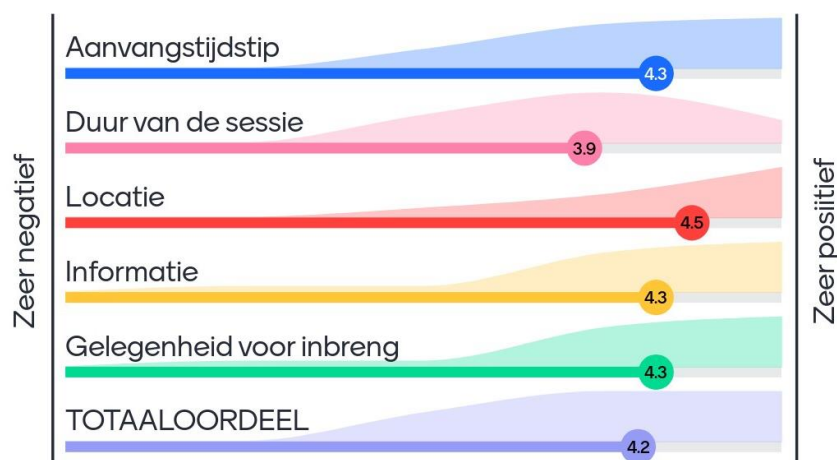 Aanvangstijdstip
4.3
Duur van de sessie
3.9
Locatie
4.5
Informatie
4.3
Gelegenheid voor inbreng
4.3
TOTAALOORDEEL
4.2
Zeer negatief
Zeer posiitief